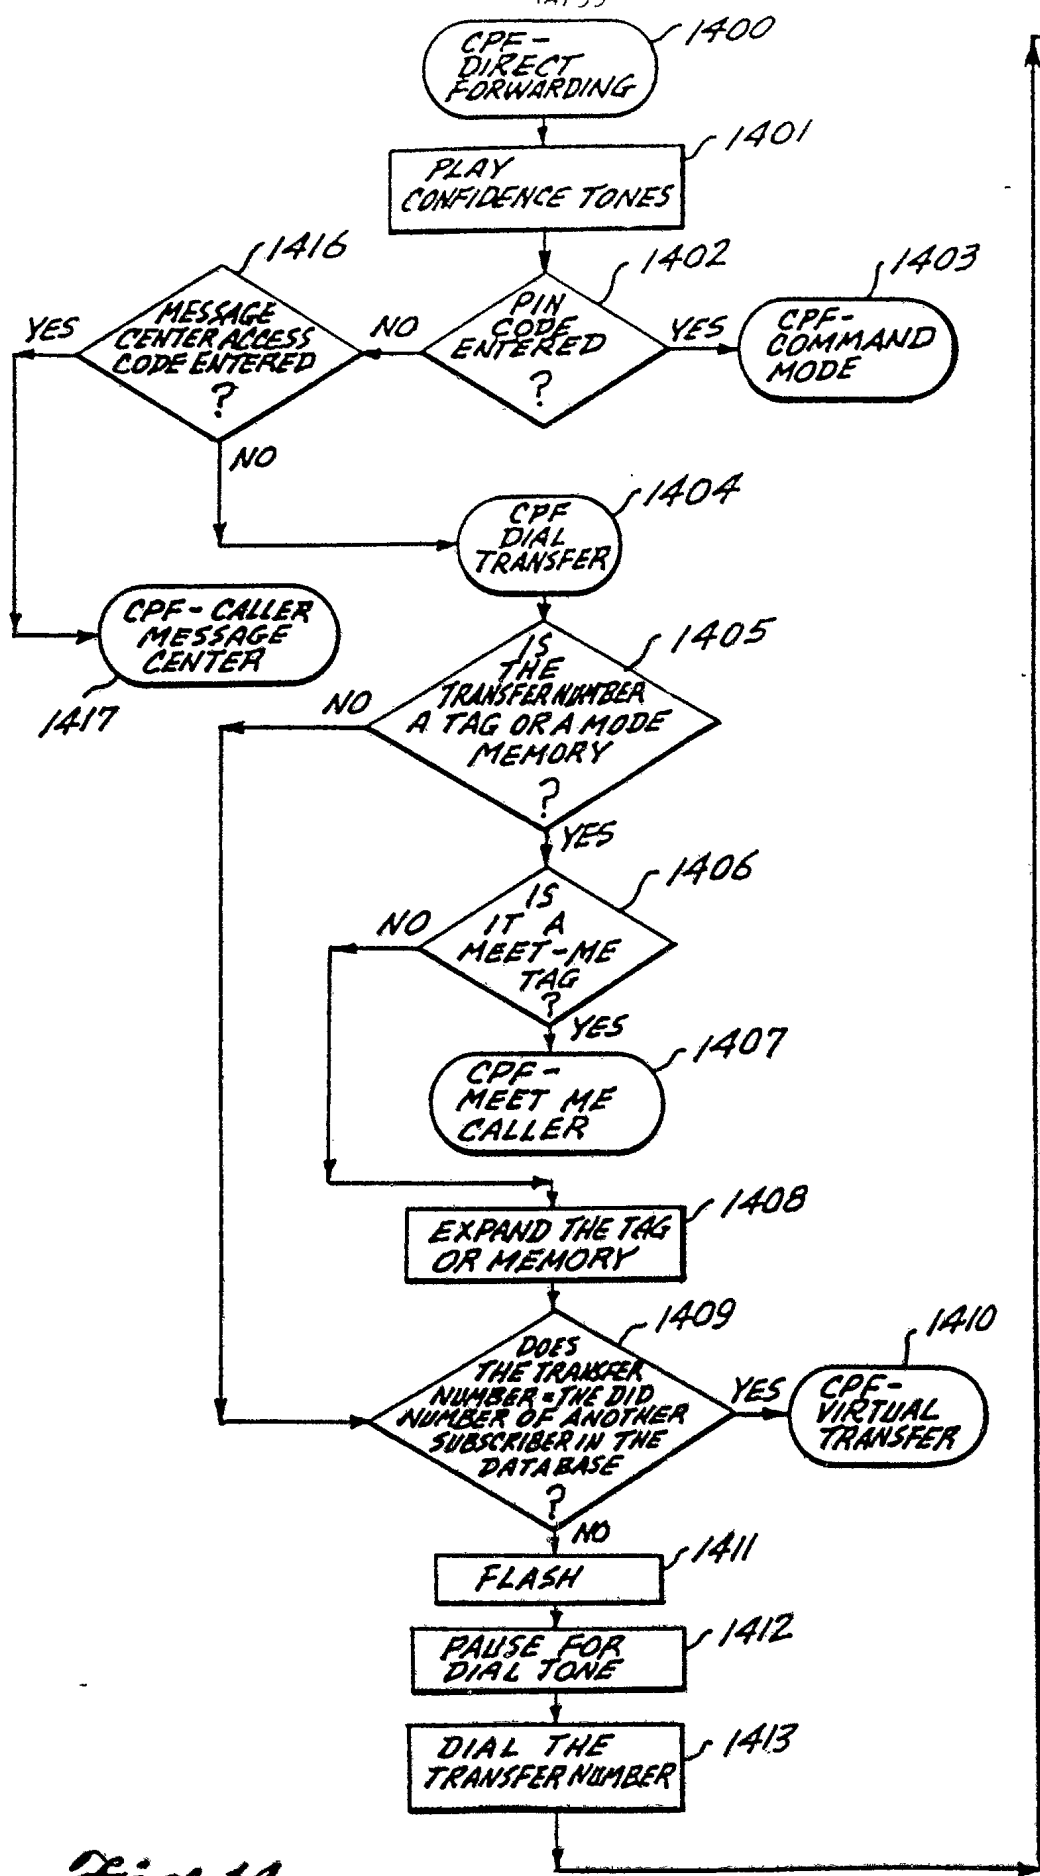 1400
CPF-
DIRECT
FORWARDING
1401
PLAY
CONFIDENCE TONES
1416
1402
1403
MESSAGE
CENTER ACCESS
CODE ENTERED
?
YES
NO
PIN
CODE
ENTERED
?
YES
CPF-
COMMAND
MODE
NO
1404
CPF
DIAL
TRANSFER
CPF-CALLER
MESSAGE
CENTER
1417
1405
IS
THE
TRANSFER NUMBER
A TAG OR A MODE
MEMORY
?
NO
YES
1406
IS
IT A
MEET-ME
TAG
?
NO
YES
1407
CPF-
MEET ME
CALLER
1408
EXPAND THE TAG
OR MEMORY
1409
DOES
THE TRANSFER
NUMBER = THE DID
NUMBER OF ANOTHER
SUBSCRIBER IN THE
DATABASE
?
YES
1410
CPF-
VIRTUAL
TRANSFER
NO
1411
FLASH
1412
PAUSE FOR
DIAL TONE
1413
DIAL THE
TRANSFER NUMBER